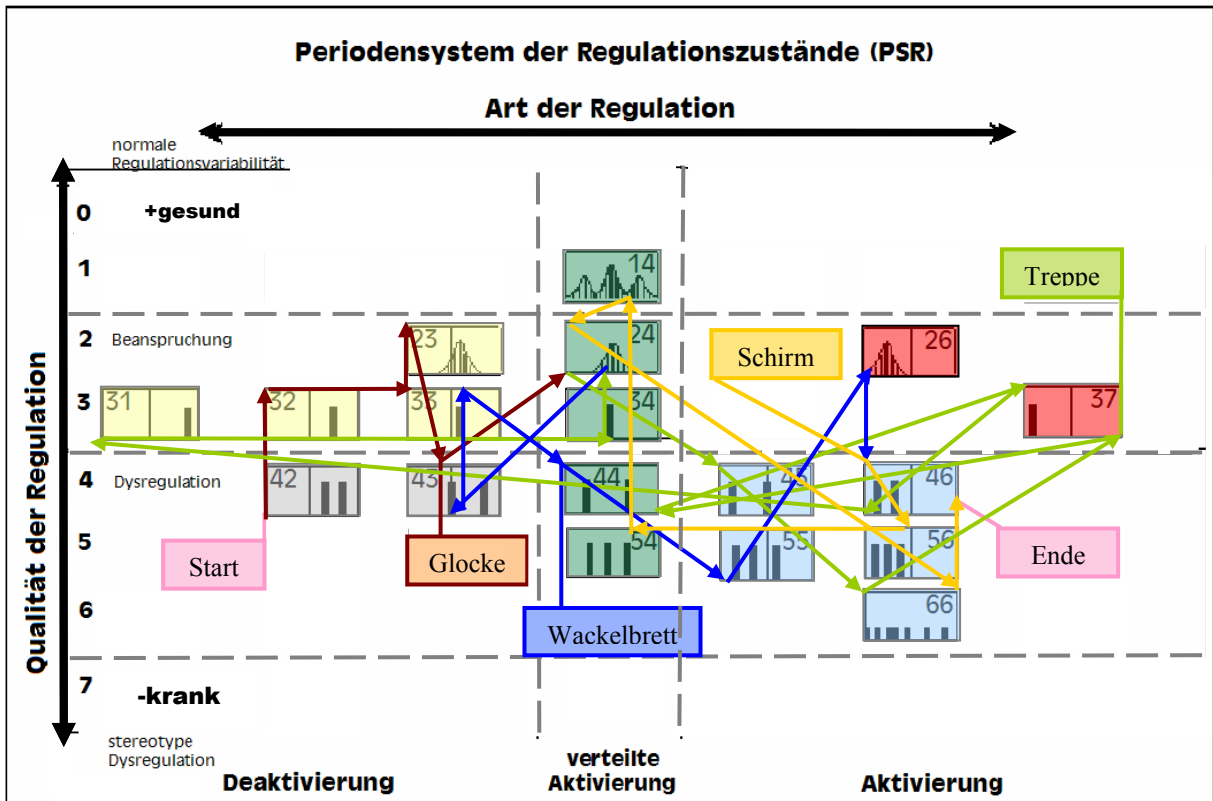 Periodensystem der Regulationszustände (PSR)
Art der Regulation
normale
Regulationsvariabilität
Qualität der Regulation
0 +gesund
1 14
Treppe
2 Beanspruchung 23 24 Schirm 26
3 31 32 33 34 37
4 Dysregulation 42 43 44 46
5 54 55 56
Start Glocke Ende
6 66
Wackelbrett
7 -krank
stereotype
Dysregulation
Deaktivierung
verteilte
Aktivierung
Aktivierung